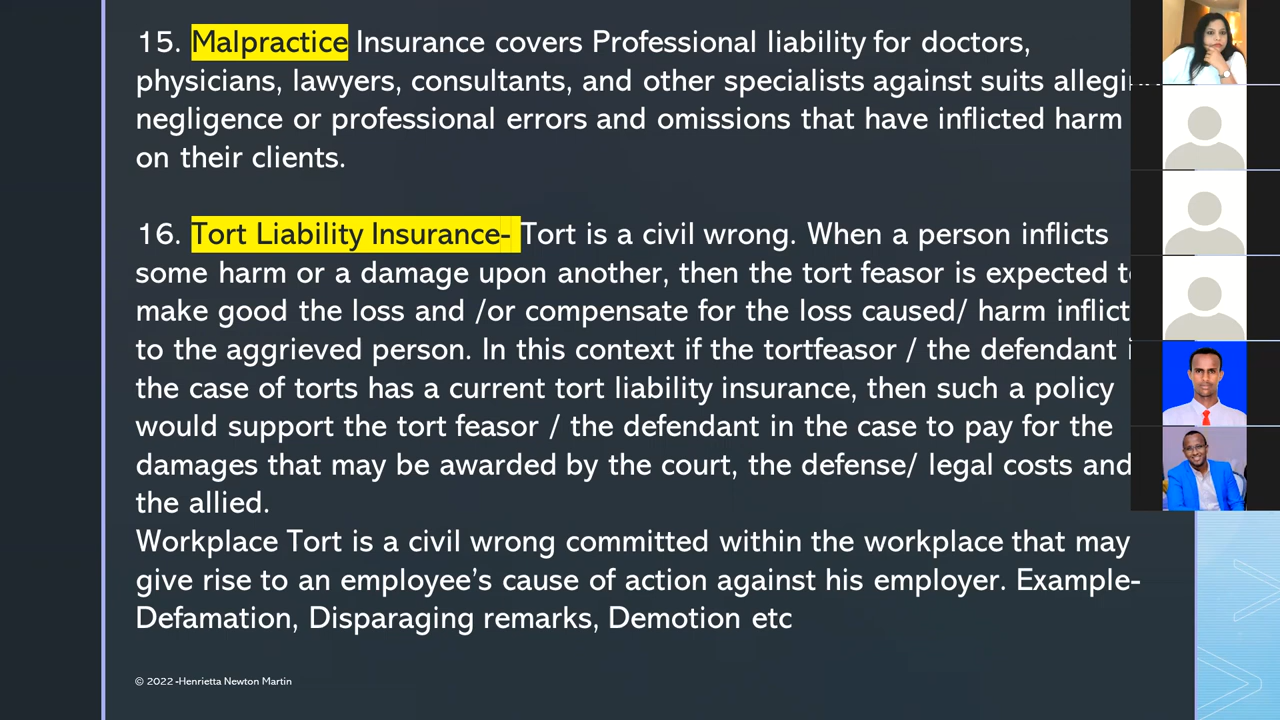 15. Malpractice Insurance covers Professional liability for doctors,
physicians, lawyers, consultants, and other specialists against suits
negligence or professional errors and omissions that have inflicted harm
on their clients.
16. Tort Liability Insurance- Tort is a civil wrong. When a person inflicts
some harm or a damage upon another, then the tort feasor is expected
make good the loss and /or compensate for the loss caused/ harm
to the aggrieved person. In this context if the tortfeasor / the defendant
the case of torts has a current tort liability insurance, then such a policy
would support the tort feasor / the defendant in the case to pay for the
damages that may be awarded by the court, the defense/ legal costs and
the allied.
Workplace Tort is a civil wrong committed within the workplace that may
give rise to an employee’s cause of action against his employer. Example-
Defamation, Disparaging remarks, Demotion etc
© 2022 -Henrietta Newton Martin